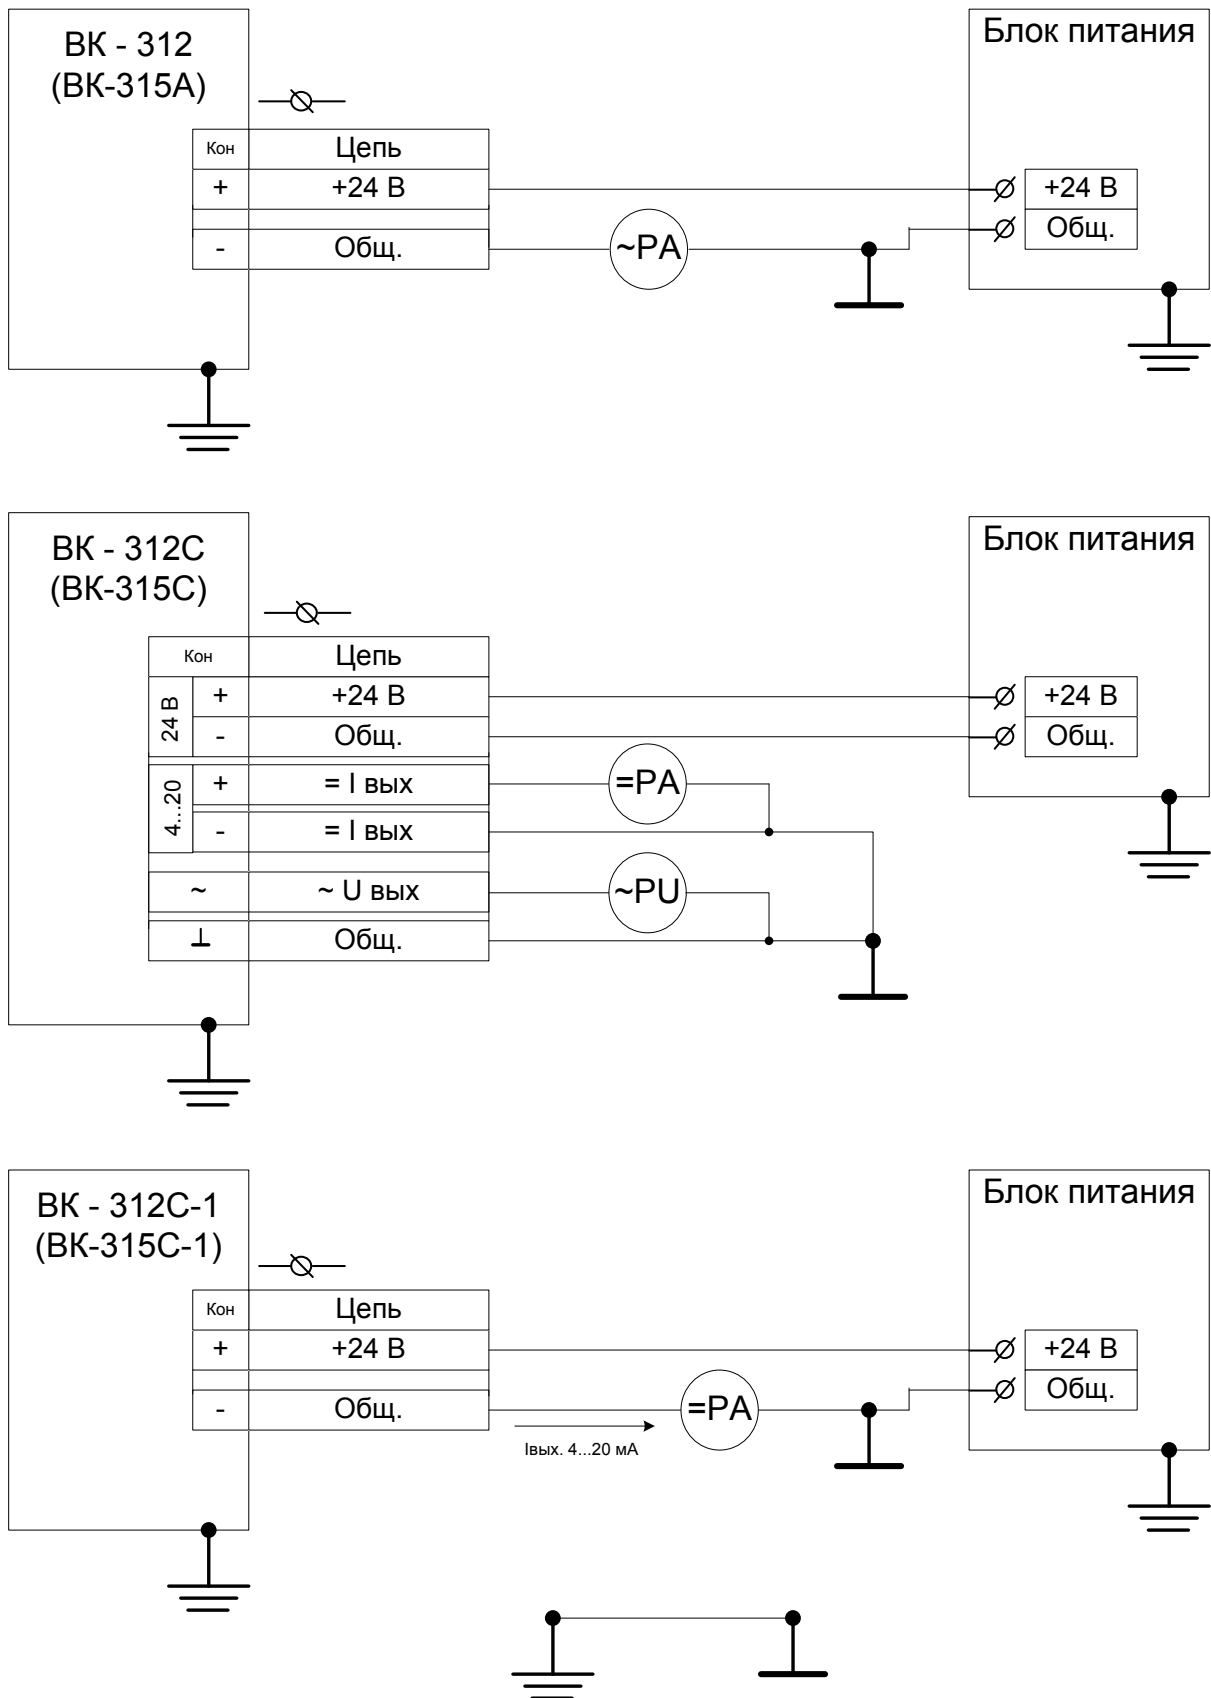 ВК - 312
(ВК-315А)
Блок питания
Кон Цепь
+ +24 В
+24 В
- Общ.
~PA
Общ.
ВК - 312С
(ВК-315С)
Блок питания
Кон Цепь
24 В
+ +24 В
+24 В
- Общ.
Общ.
4...20
+ = I вых
=PA
- = I вых
~ ~ U вых
~PU
⊥ Общ.
ВК - 312С-1
(ВК-315С-1)
Блок питания
Кон Цепь
+ +24 В
+24 В
- Общ.
=PA
Общ.
Iвых. 4...20 мА